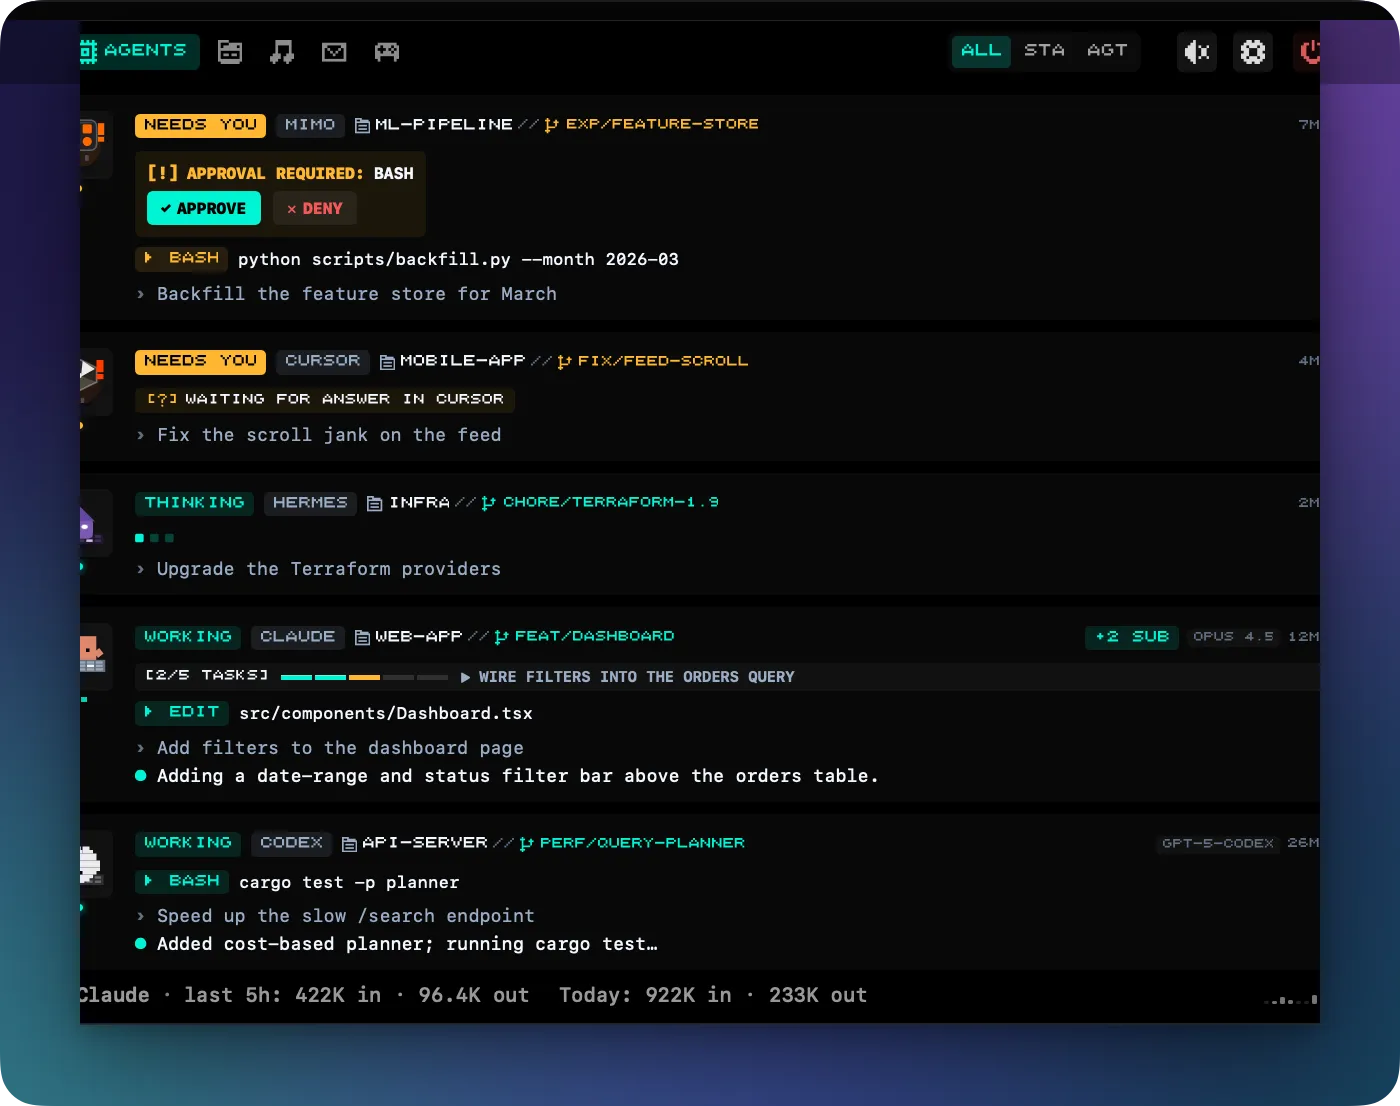 AGENTS ALL STA AGT
NEEDS YOU MIMO ML-PIPELINE // EXP/FEATURE-STORE 7M
[!] APPROVAL REQUIRED: BASH
✓ APPROVE × DENY
BASH python scripts/backfill.py --month 2026-03
› Backfill the feature store for March
NEEDS YOU CURSOR MOBILE-APP // FIX/FEED-SCROLL 4M
[?] WAITING FOR ANSWER IN CURSOR
› Fix the scroll jank on the feed
THINKING HERMES INFRA // CHORE/TERRAFORM-1.9 2M
› Upgrade the Terraform providers
WORKING CLAUDE WEB-APP // FEAT/DASHBOARD +2 SUB OPUS 4.5 12M
[2/5 TASKS] ▶ WIRE FILTERS INTO THE ORDERS QUERY
EDIT src/components/Dashboard.tsx
› Add filters to the dashboard page
Adding a date-range and status filter bar above the orders table.
WORKING CODEX API-SERVER // PERF/QUERY-PLANNER GPT-5-CODEX 26M
BASH cargo test -p planner
› Speed up the slow /search endpoint
Added cost-based planner; running cargo test…
Claude · last 5h: 422K in · 96.4K out Today: 922K in · 233K out